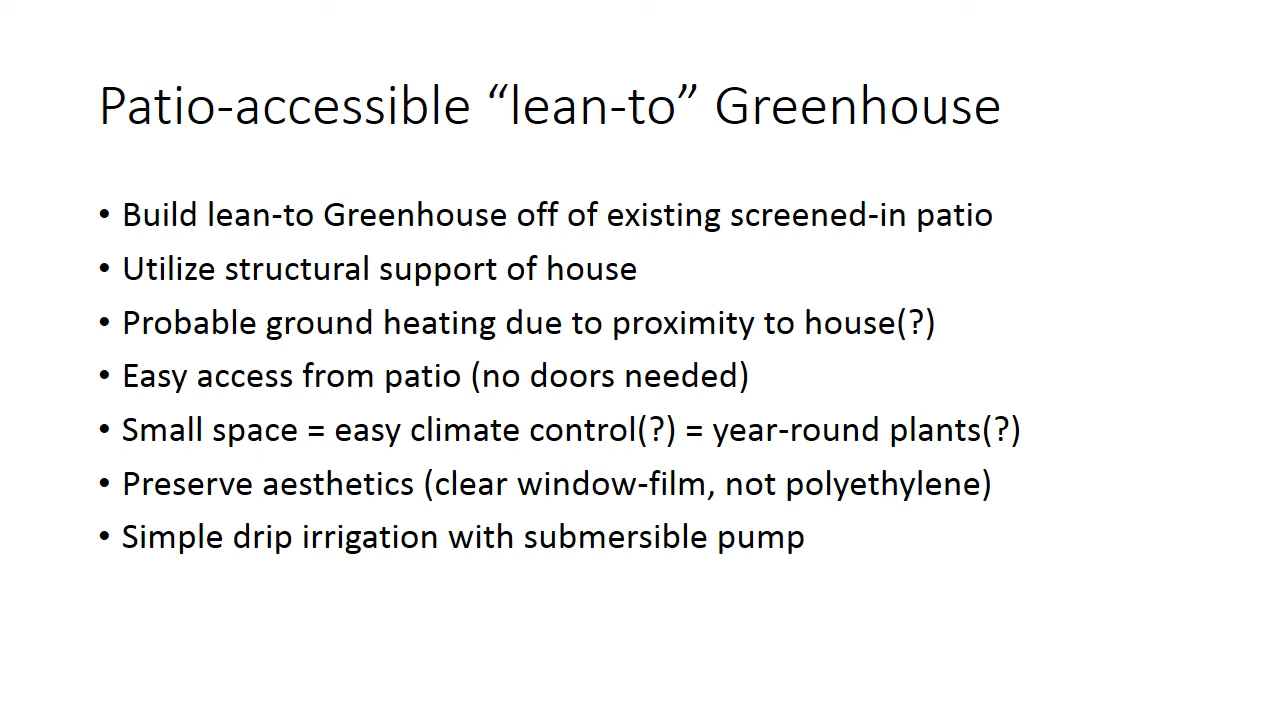 Patio-accessible “lean-to” Greenhouse
• Build lean-to Greenhouse off of existing screened-in patio
• Utilize structural support of house
• Probable ground heating due to proximity to house(?)
• Easy access from patio (no doors needed)
• Small space = easy climate control(?) = year-round plants(?)
• Preserve aesthetics (clear window-film, not polyethylene)
• Simple drip irrigation with submersible pump